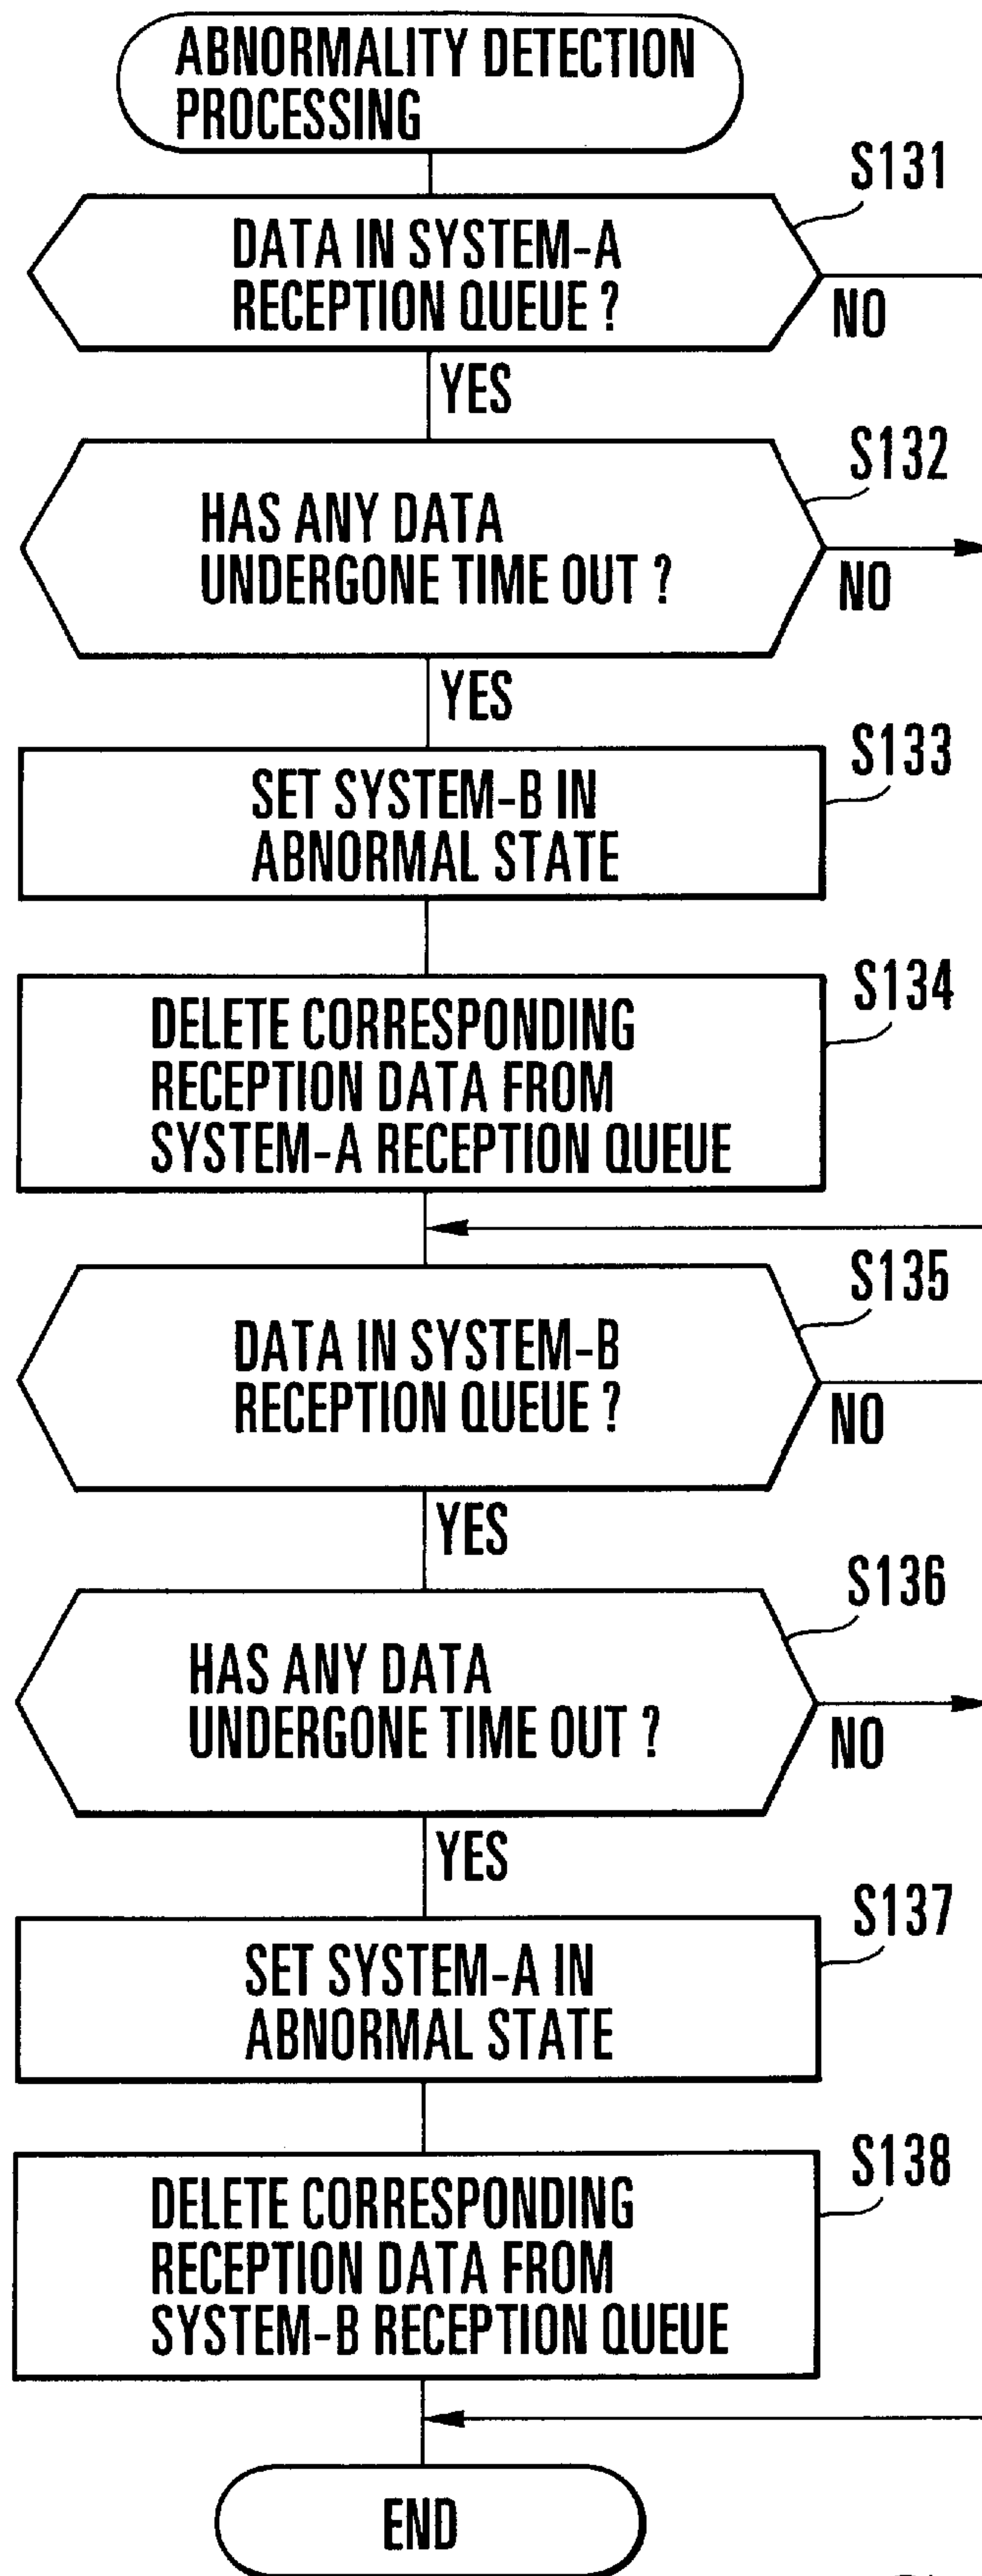 ABNORMALITY DETECTION
PROCESSING
S131
DATA IN SYSTEM-A
RECEPTION QUEUE ?
NO
YES
S132
HAS ANY DATA
UNDERGONE TIME OUT ?
NO
YES
S133
SET SYSTEM-B IN
ABNORMAL STATE
S134
DELETE CORRESPONDING
RECEPTION DATA FROM
SYSTEM-A RECEPTION QUEUE
S135
DATA IN SYSTEM-B
RECEPTION QUEUE ?
NO
YES
S136
HAS ANY DATA
UNDERGONE TIME OUT ?
NO
YES
S137
SET SYSTEM-A IN
ABNORMAL STATE
S138
DELETE CORRESPONDING
RECEPTION DATA FROM
SYSTEM-B RECEPTION QUEUE
END